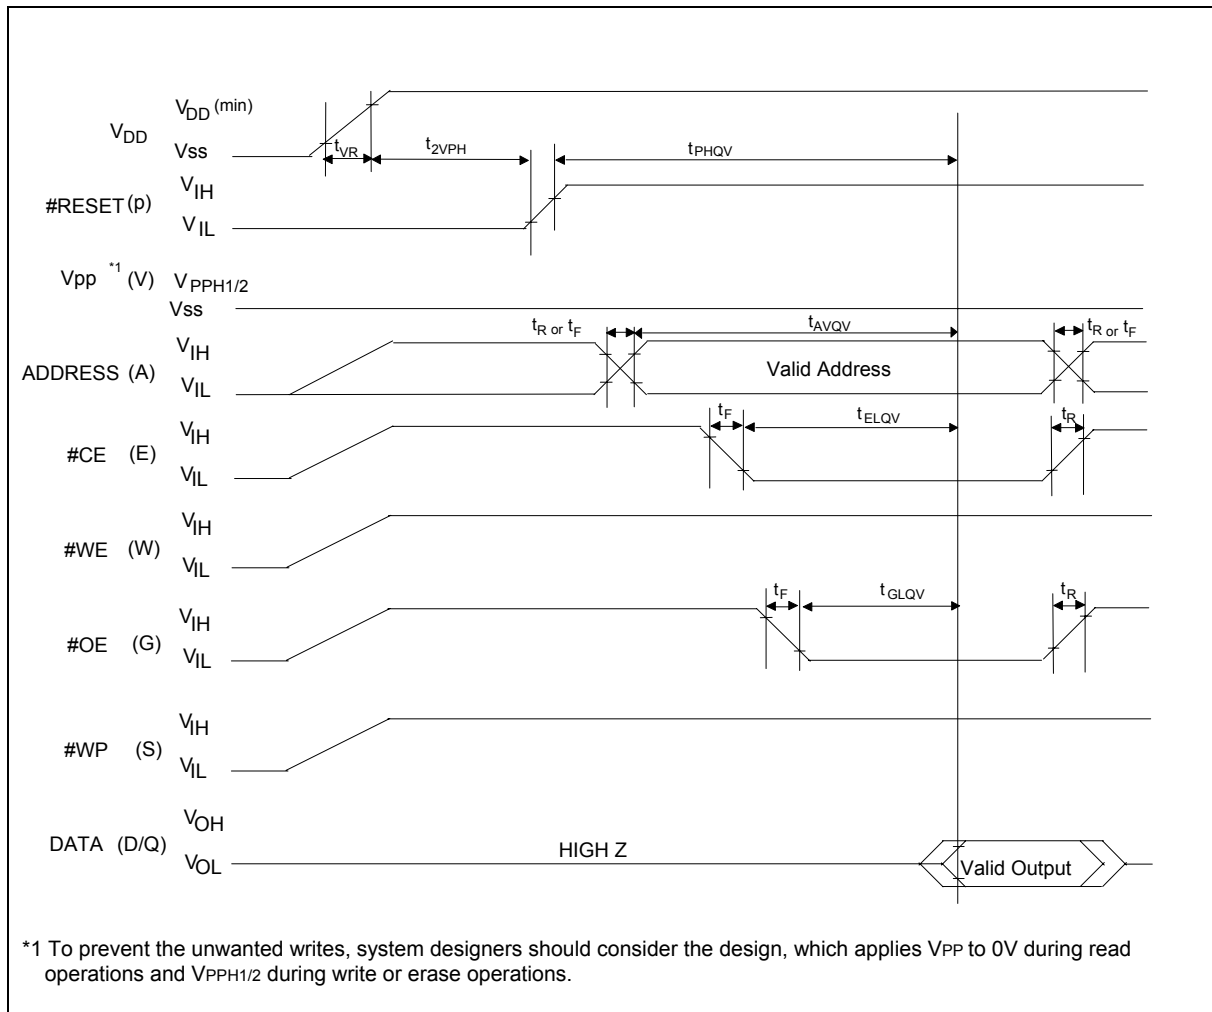 VDD (min)
VDD
Vss
tVR
t2VPH
tPHQV
VIH
#RESET (p)
VIL
Vpp *1 (V) VPPH1/2
Vss
tR or tF
tAVQV
tR or tF
VIH
ADDRESS (A)
Valid Address
VIL
tF
tELQV
tR
VIH
#CE (E)
VIL
VIH
#WE (W)
VIL
tF
tGLQV
tR
VIH
#OE (G)
VIL
VIH
#WP (S)
VIL
VOH
DATA (D/Q)
HIGH Z
VOL
Valid Output
*1 To prevent the unwanted writes, system designers should consider the design, which applies VPP to 0V during read
operations and VPPH1/2 during write or erase operations.